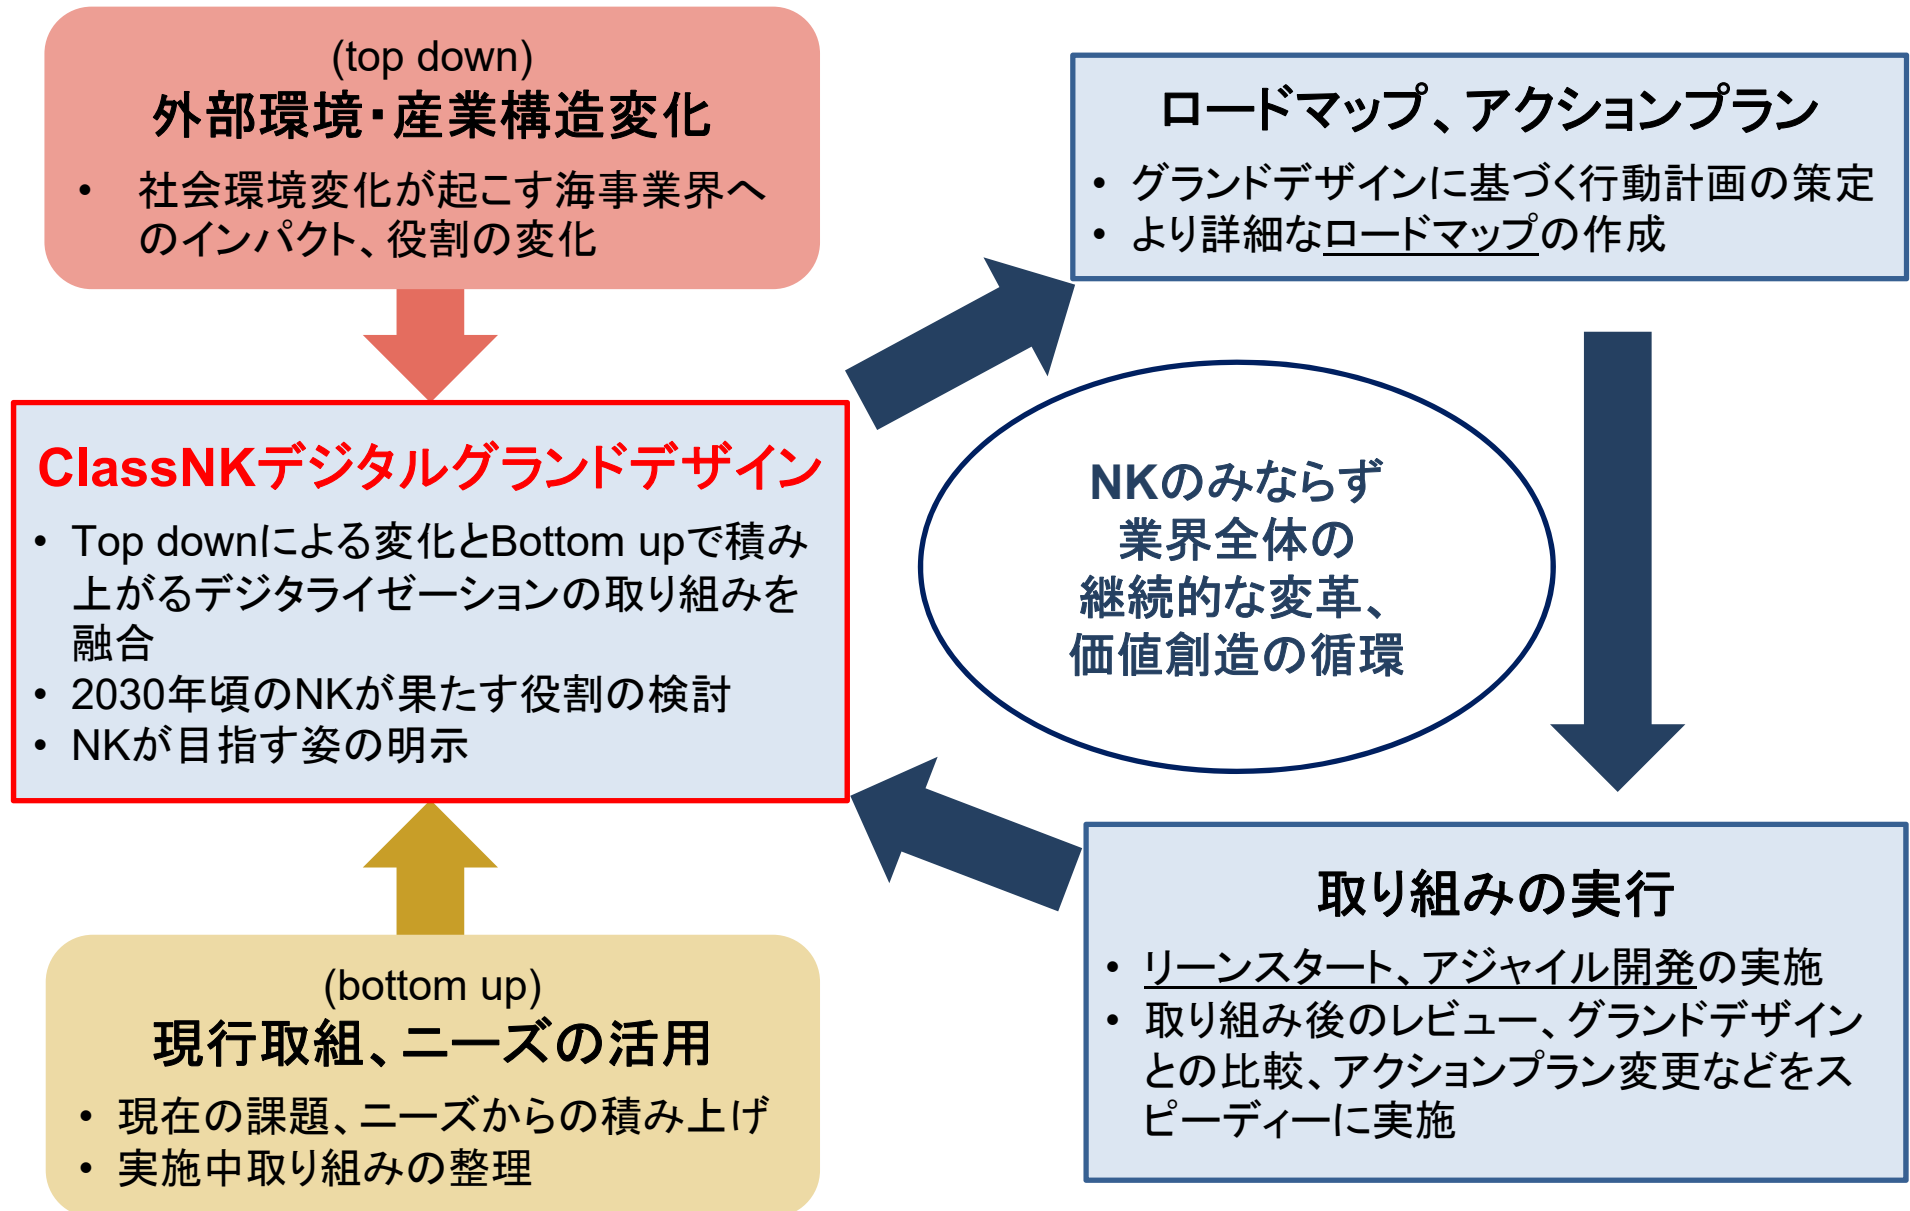 (top down)
外部環境・産業構造変化
• 社会環境変化が起こす海事業界へ
のインパクト、役割の変化
ClassNKデジタルグランドデザイン
• Top downによる変化とBottom upで積み
上がるデジタライゼーションの取り組みを
融合
• 2030年頃のNKが果たす役割の検討
• NKが目指す姿の明示
(bottom up)
現行取組、ニーズの活用
• 現在の課題、ニーズからの積み上げ
• 実施中取り組みの整理
ロードマップ、アクションプラン
• グランドデザインに基づく行動計画の策定
• より詳細なロードマップの作成
NKのみならず
業界全体の
継続的な変革、
価値創造の循環
取り組みの実行
• リーンスタート、アジャイル開発の実施
• 取り組み後のレビュー、グランドデザイン
との比較、アクションプラン変更などをス
ピーディーに実施